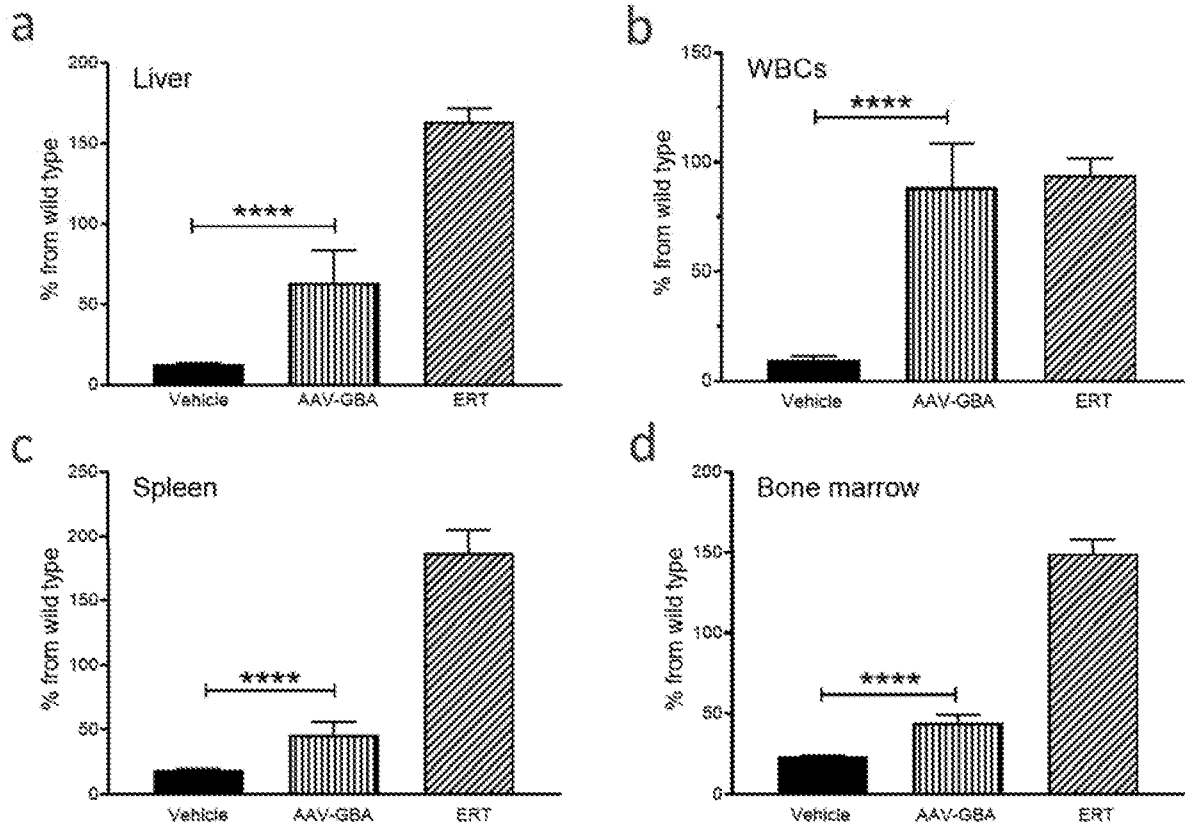 a
Liver
% from wild type
200
150
100
50
0
****
Vehicle AAV-GBA ERT
b
WBCs
% from wild type
150
100
50
0
****
Vehicle AAV-GBA ERT
c
Spleen
% from wild type
250
200
150
100
50
0
****
Vehicle AAV-GBA ERT
d
Bone marrow
% from wild type
200
150
100
50
0
****
Vehicle AAV-GBA ERT